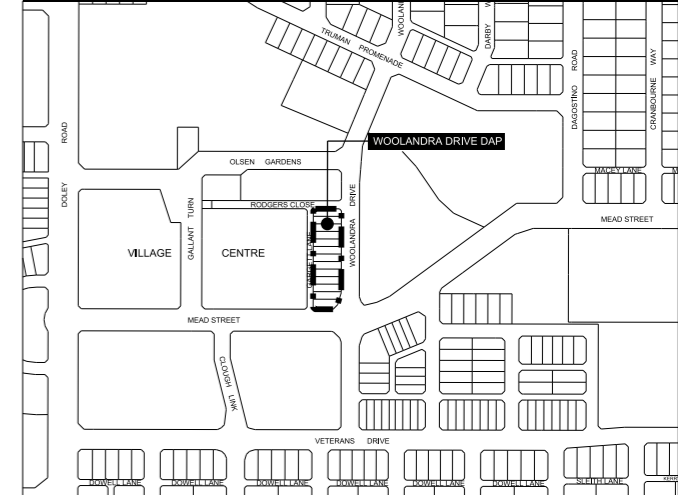 WOOLAN
DARBY W
TRUMAN PROMENADE
DAGOSTINO ROAD
CRANBOURNE WAY
ROAD
DOLEY
WOOLANDRA DRIVE DAP
OLSEN GARDENS
MACEY LANE
M
GALLANT TURN
RODGERS CLOSE
WOOLANDRA DRIVE
MEAD STREET
VILLAGE CENTRE
LANE
MEAD STREET
CLOUGH LINK
VETERANS DRIVE
DOWELL LANE
DOWELL LANE
DOWELL LANE
DOWELL LANE
DOWELL LANE
DOWELL LANE
SLEITH LANE
KERR